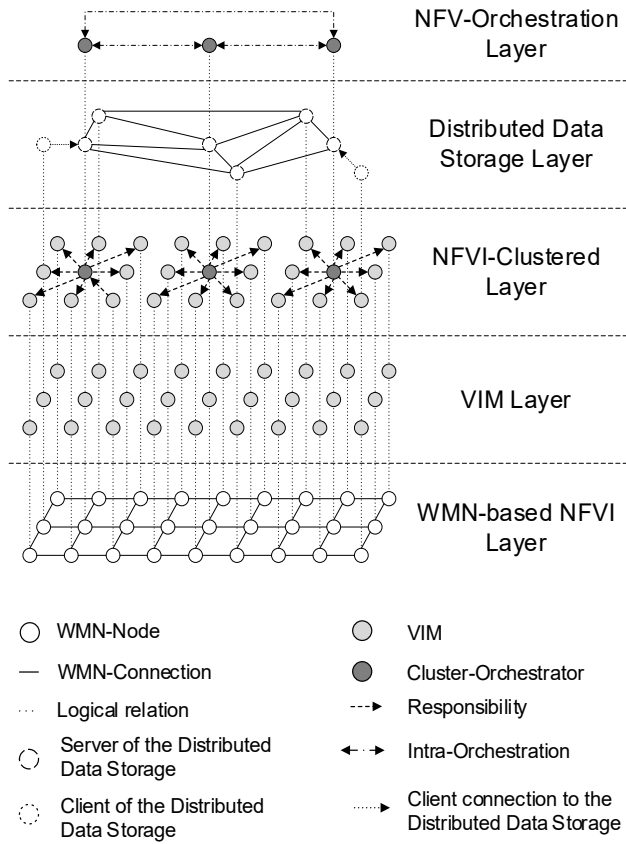 NFV-Orchestration
Layer
Distributed Data
Storage Layer
NFVI-Clustered
Layer
VIM Layer
WMN-based NFVI
Layer
WMN-Node
WMN-Connection
Logical relation
Server of the Distributed
Data Storage
Client of the Distributed
Data Storage
VIM
Cluster-Orchestrator
Responsibility
Intra-Orchestration
Client connection to the
Distributed Data Storage